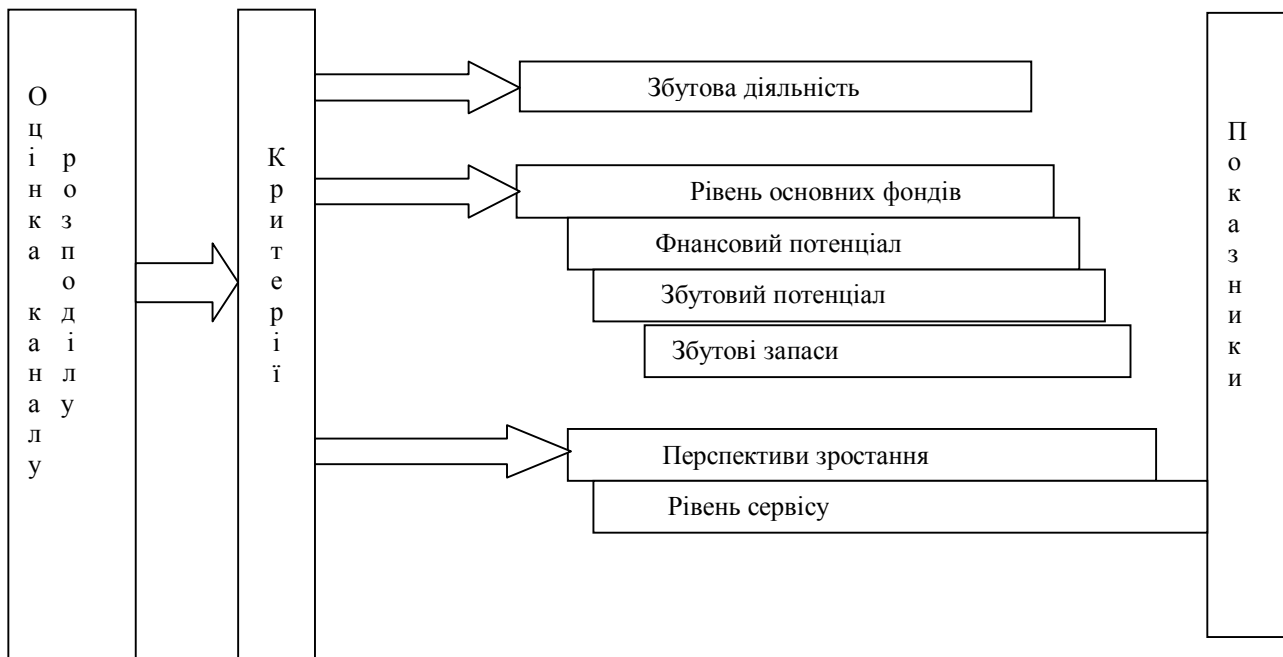 Оцінка каналу
розподілу
Критерії
Збутова діяльність
Рівень основних фондів
Фнансовий потенціал
Збутовий потенціал
Збутові запаси
Перспективи зростання
Рівень сервісу
Показники